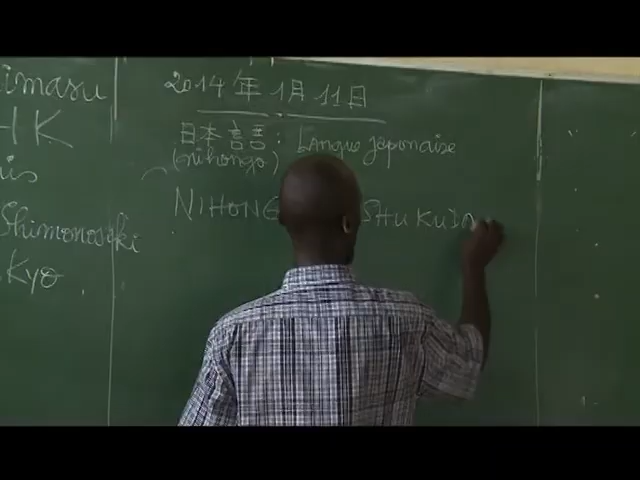 imasu
HK
is
Shimonoseki
Kyo
2014年1月11日
日本語 : Langue japonaise
(nihongo)
NIHONG SHUKUDA